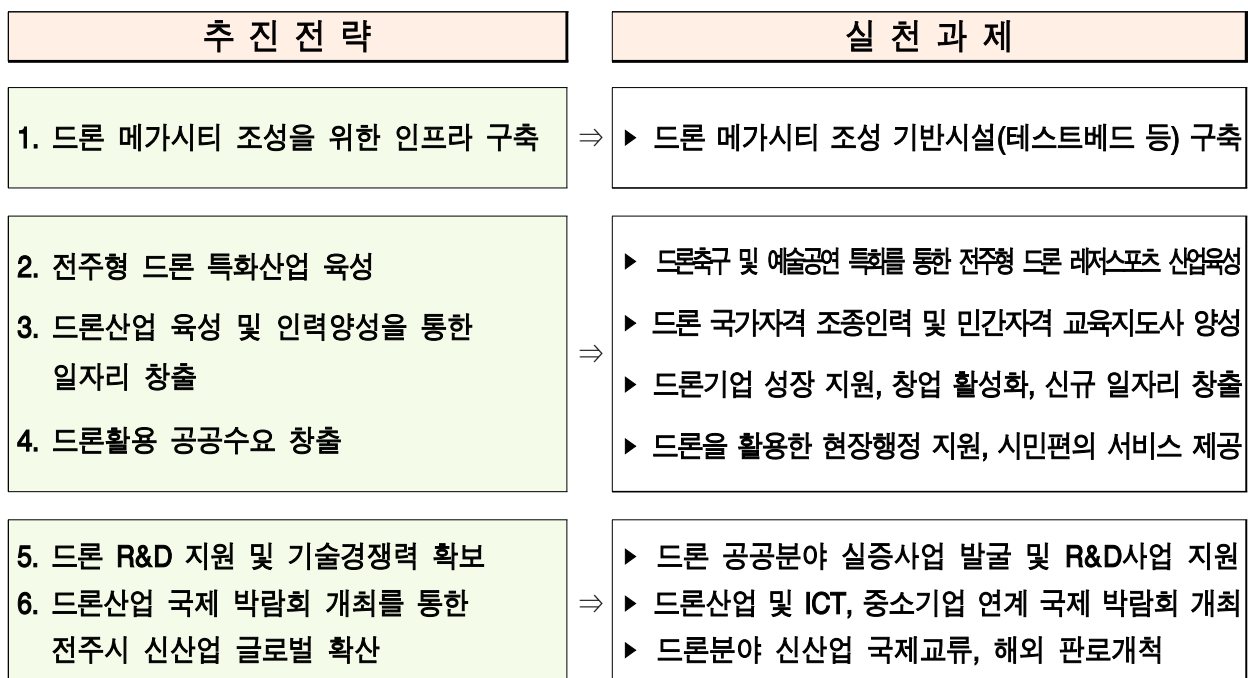 추 진 전 략
실 천 과 제
1. 드론 메가시티 조성을 위한 인프라 구축
⇒
▶ 드론 메가시티 조성 기반시설(테스트베드 등) 구축
2. 전주형 드론 특화산업 육성
3. 드론산업 육성 및 인력양성을 통한
일자리 창출
4. 드론활용 공공수요 창출
⇒
▶ 드론축구 및 예술공연 특화를 통한 전주형 드론 레저스포츠 산업육성
▶ 드론 국가자격 조종인력 및 민간자격 교육지도사 양성
▶ 드론기업 성장 지원, 창업 활성화, 신규 일자리 창출
▶ 드론을 활용한 현장행정 지원, 시민편의 서비스 제공
5. 드론 R&D 지원 및 기술경쟁력 확보
6. 드론산업 국제 박람회 개최를 통한
전주시 신산업 글로벌 확산
⇒
▶ 드론 공공분야 실증사업 발굴 및 R&D사업 지원
▶ 드론산업 및 ICT, 중소기업 연계 국제 박람회 개최
▶ 드론분야 신산업 국제교류, 해외 판로개척